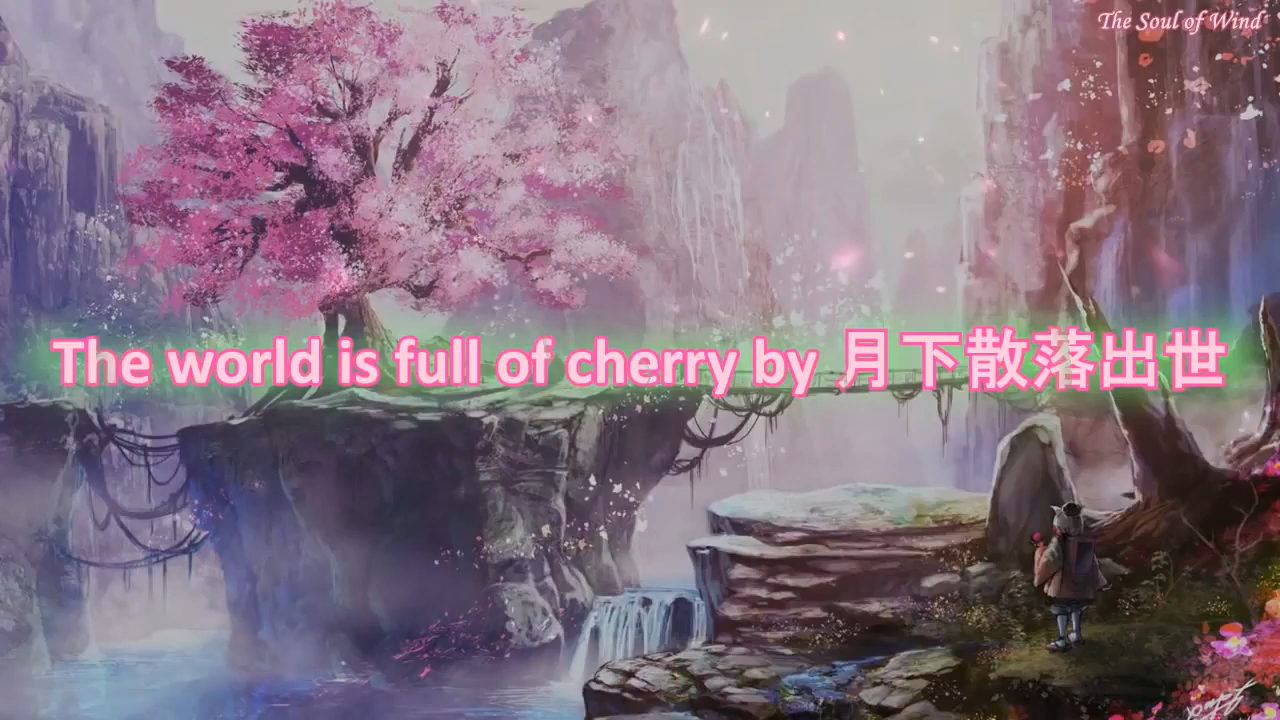 The Soul of Wind
The world is full of cherry by 月下散落出世